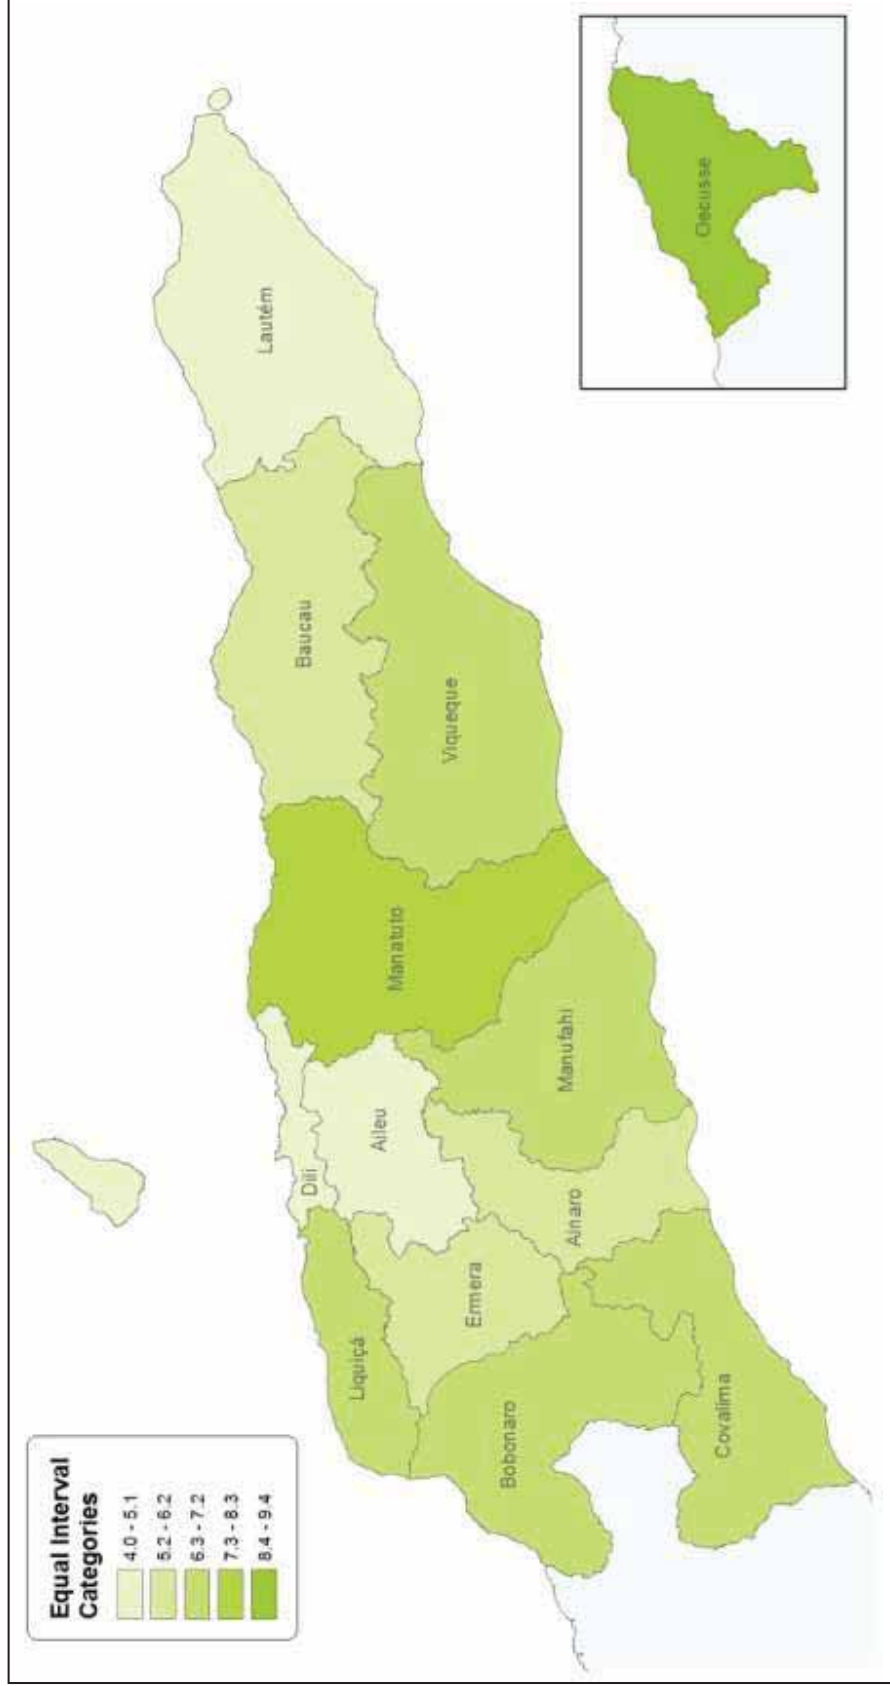 Equal Interval
Categories
4.0 - 5.1
5.2 - 6.2
6.3 - 7.2
7.3 - 8.3
8.4 - 9.4
Lautém
Baucau
Viqueque
Manatuto
Manufahi
Aileu
Dili
Ainaro
Ermera
Liquiçá
Bobonaro
Covalima
Oecusse